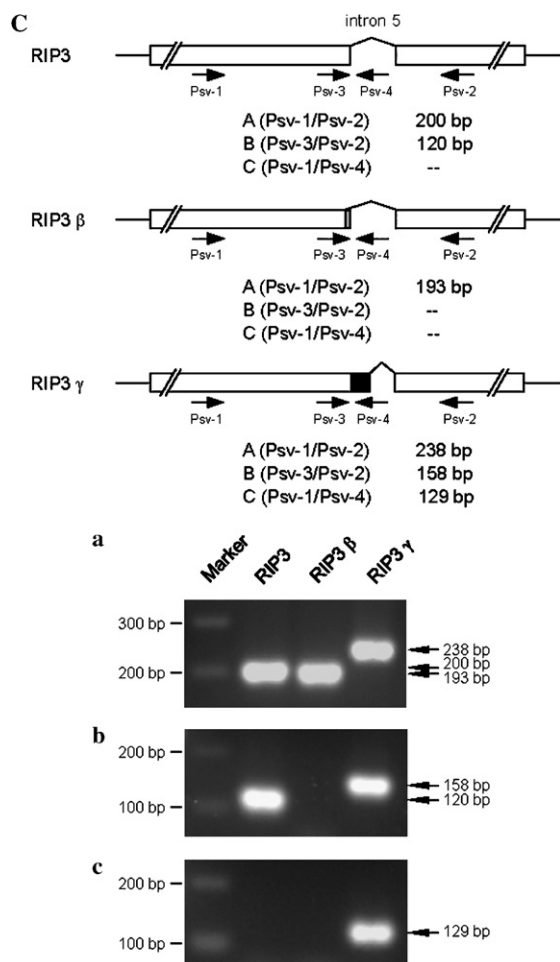 C
intron 5
RIP3
Psv-1 Psv-3 Psv-4 Psv-2
A (Psv-1/Psv-2) 200 bp
B (Psv-3/Psv-2) 120 bp
C (Psv-1/Psv-4) --
RIP3 β
Psv-1 Psv-3 Psv-4 Psv-2
A (Psv-1/Psv-2) 193 bp
B (Psv-3/Psv-2) --
C (Psv-1/Psv-4) --
RIP3 γ
Psv-1 Psv-3 Psv-4 Psv-2
A (Psv-1/Psv-2) 238 bp
B (Psv-3/Psv-2) 158 bp
C (Psv-1/Psv-4) 129 bp
a
Marker RIP3 RIP3 β RIP3 γ
300 bp
238 bp
200 bp
200 bp
193 bp
b
200 bp
158 bp
100 bp
120 bp
c
200 bp
129 bp
100 bp